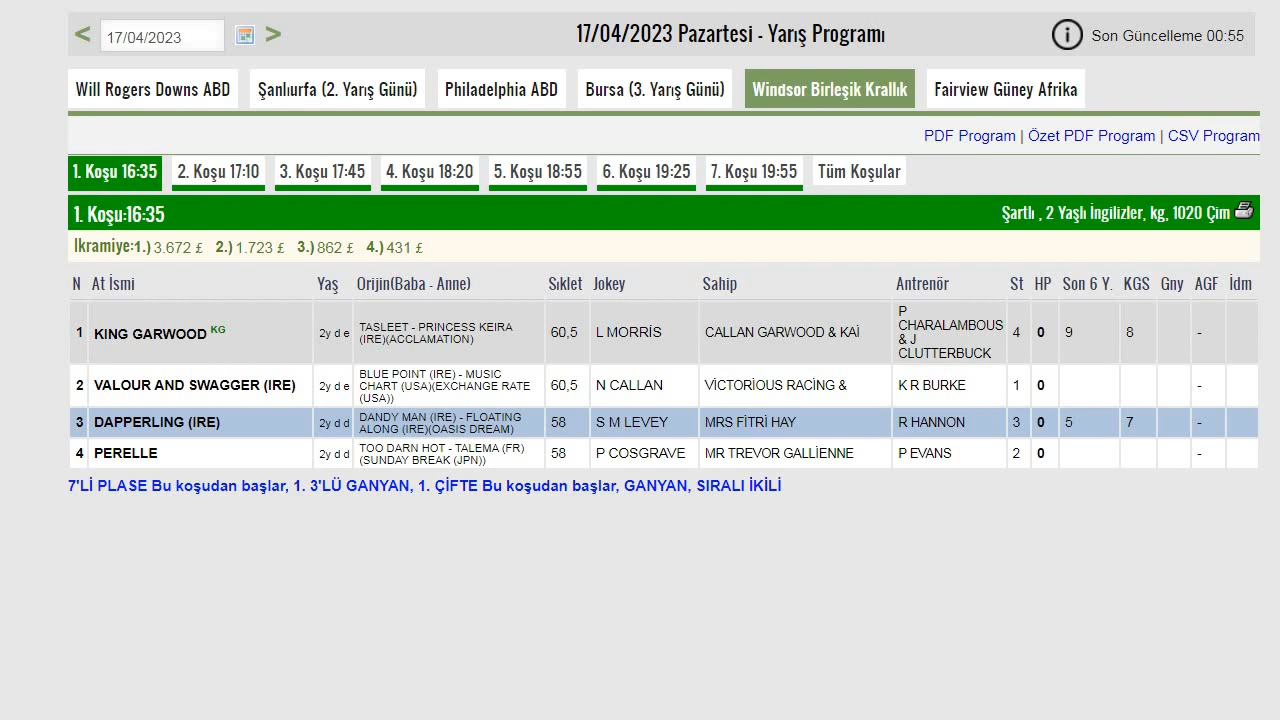 <
17/04/2023
>
17/04/2023 Pazartesi - Yarış Programı
Son Güncelleme 00:55
Will Rogers Downs ABD
Şanlıurfa (2. Yarış Günü)
Philadelphia ABD
Bursa (3. Yarış Günü)
Windsor Birleşik Krallık
Fairview Güney Afrika
PDF Program | Özet PDF Program | CSV Program
1. Koşu 16:35
2. Koşu 17:10
3. Koşu 17:45
4. Koşu 18:20
5. Koşu 18:55
6. Koşu 19:25
7. Koşu 19:55
Tüm Koşular
1. Koşu:16:35
Şartlı , 2 Yaşlı İngilizler, kg, 1020 Çim
İkramiye:1.) 3.672 £ 2.) 1.723 £ 3.) 862 £ 4.) 431 £
N At İsmi Yaş Orijin(Baba - Anne) Sıklet Jokey Sahip Antrenör St HP Son 6 Y. KGS Gny AGF İdm
1 KING GARWOOD KG 2y d e
TASLEET - PRINCESS KEIRA
(IRE)(ACCLAMATION)
60,5 L MORRİS CALLAN GARWOOD & KAİ
P
CHARALAMBOUS
& J
CLUTTERBUCK
4 0 9 8 -
2 VALOUR AND SWAGGER (IRE) 2y d e
BLUE POINT (IRE) - MUSIC
CHART (USA)(EXCHANGE RATE
(USA))
60,5 N CALLAN VİCTORİOUS RACİNG & K R BURKE 1 0 -
3 DAPPERLING (IRE) 2y d d
DANDY MAN (IRE) - FLOATING
ALONG (IRE)(OASIS DREAM)
58 S M LEVEY MRS FİTRİ HAY R HANNON 3 0 5 7 -
4 PERELLE 2y d d
TOO DARN HOT - TALEMA (FR)
(SUNDAY BREAK (JPN))
58 P COSGRAVE MR TREVOR GALLİENNE P EVANS 2 0 -
7'Lİ PLASE Bu koşudan başlar, 1. 3'LÜ GANYAN, 1. ÇİFTE Bu koşudan başlar, GANYAN, SIRALI İKİLİ